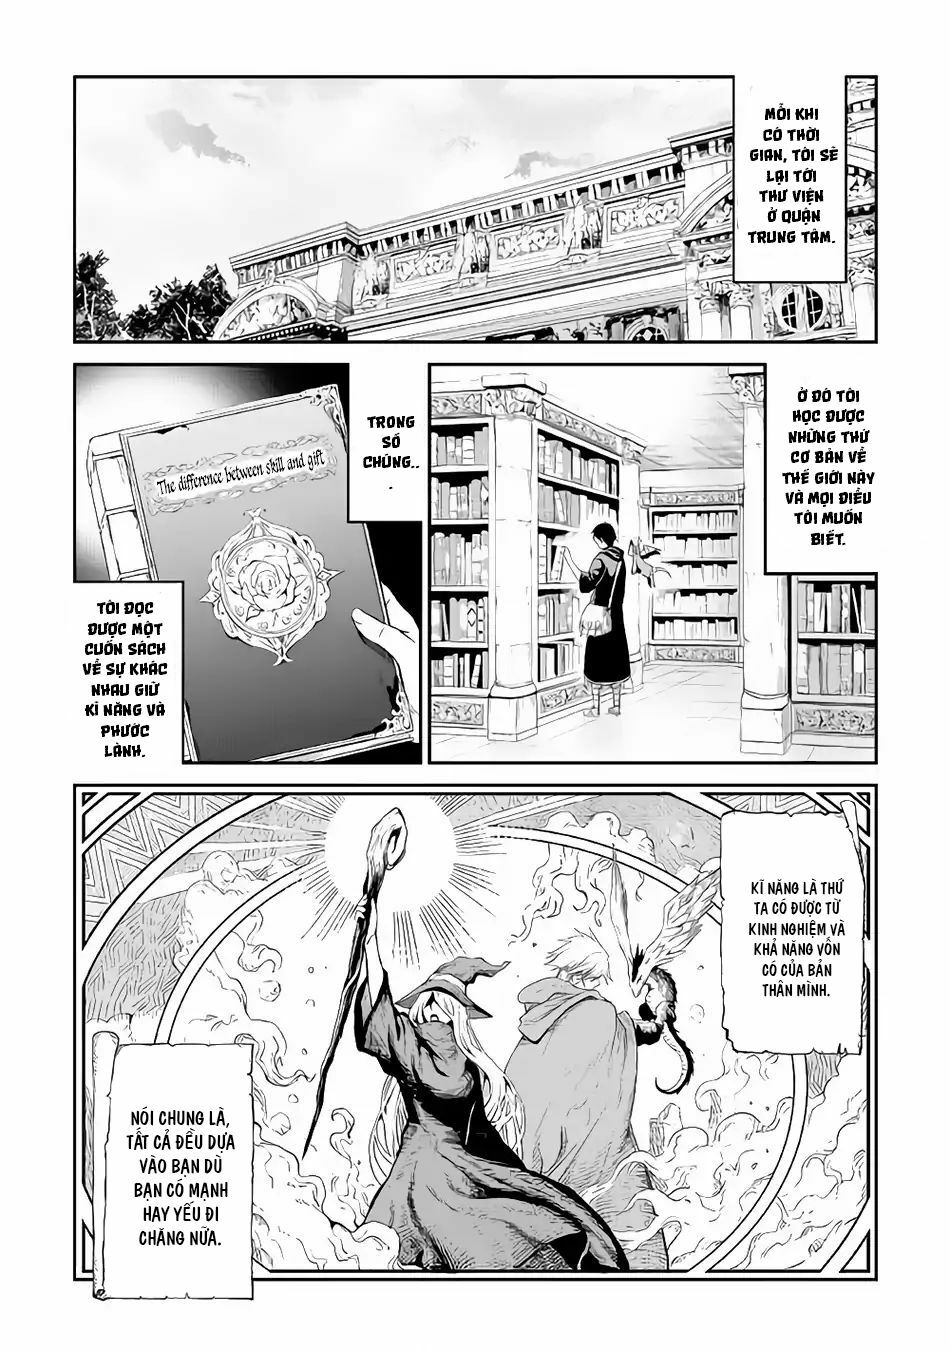 MỖI KHI
CÓ THỜI
GIAN, TÔI SẼ
LẠI TỚI
THƯ VIỆN
Ở QUẬN
TRUNG TÂM.
Ở ĐÓ TÔI
HỌC ĐƯỢC
NHỮNG THỨ
CƠ BẢN VỀ
THẾ GIỚI NÀY
VÀ MỌI ĐIỀU
TÔI MUỐN
BIẾT.
TRONG
SỐ
CHÚNG..
The difference between skill and gift
TÔI ĐỌC
ĐƯỢC MỘT
CUỐN SÁCH
VỀ SỰ KHÁC
NHAU GIỮ
KĨ NĂNG VÀ
PHƯỚC
LÀNH.
KĨ NĂNG LÀ THỨ
TA CÓ ĐƯỢC TỪ
KINH NGHIỆM VÀ
KHẢ NĂNG VỐN
CÓ CỦA BẢN
THÂN MÌNH.
NÓI CHUNG LÀ,
TẤT CẢ ĐỀU DỰA
VÀO BẠN DÙ
BẠN CÓ MẠNH
HAY YẾU ĐI
CHĂNG NỮA.